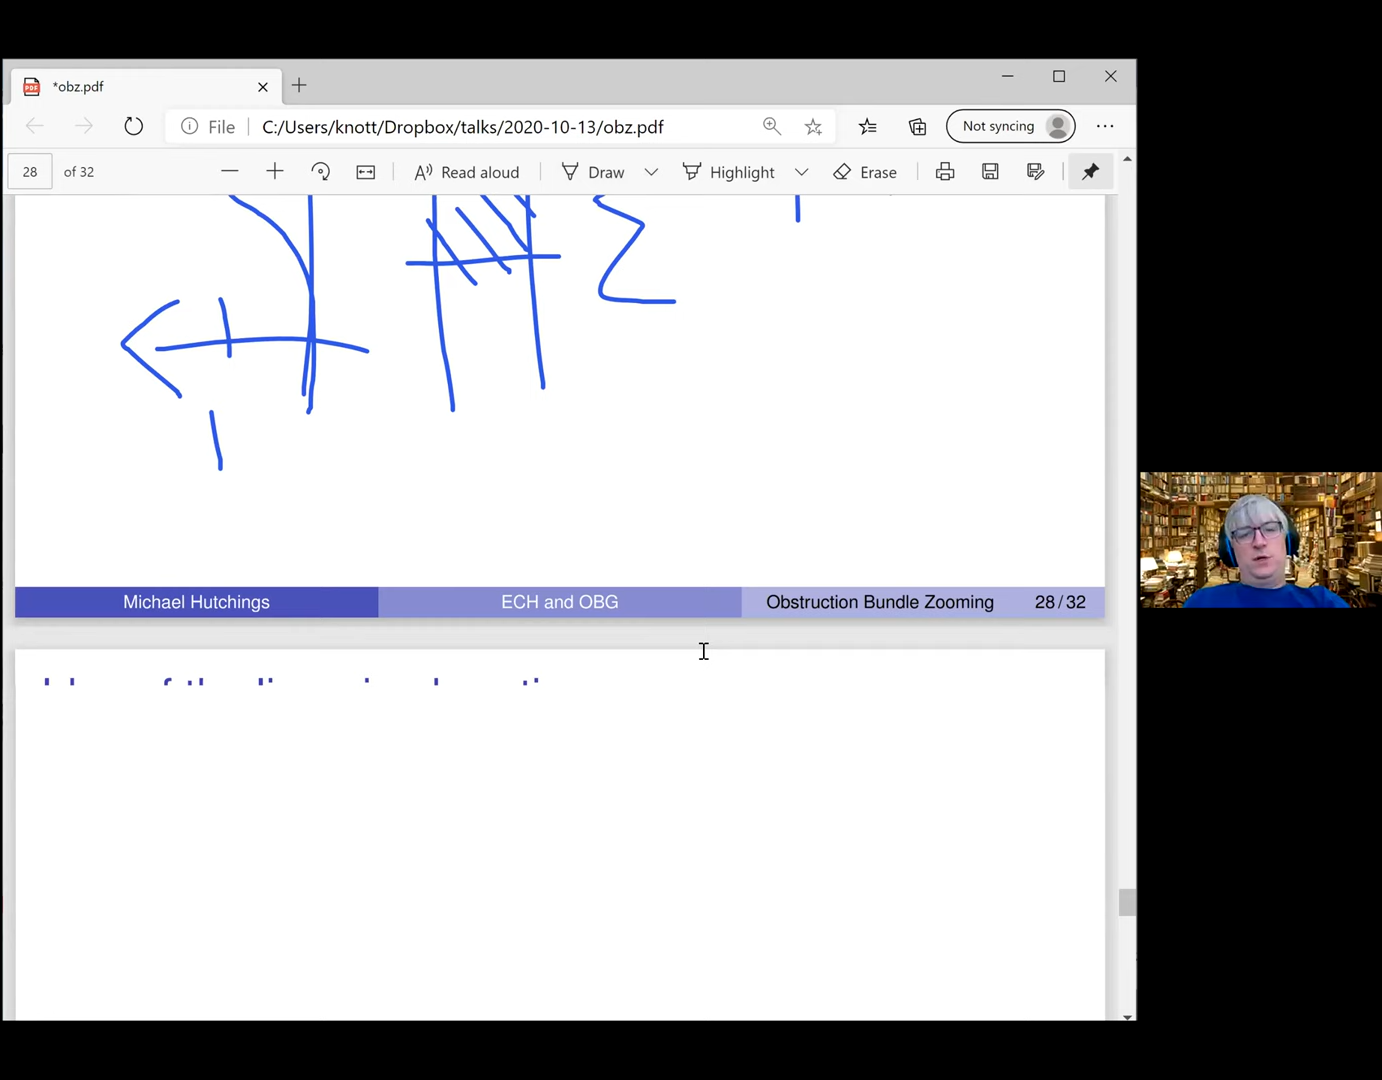 *obz.pdf
File C:/Users/knott/Dropbox/talks/2020-10-13/obz.pdf Not syncing
28 of 32 Read aloud Draw Highlight Erase
Michael Hutchings ECH and OBG Obstruction Bundle Zooming 28/32